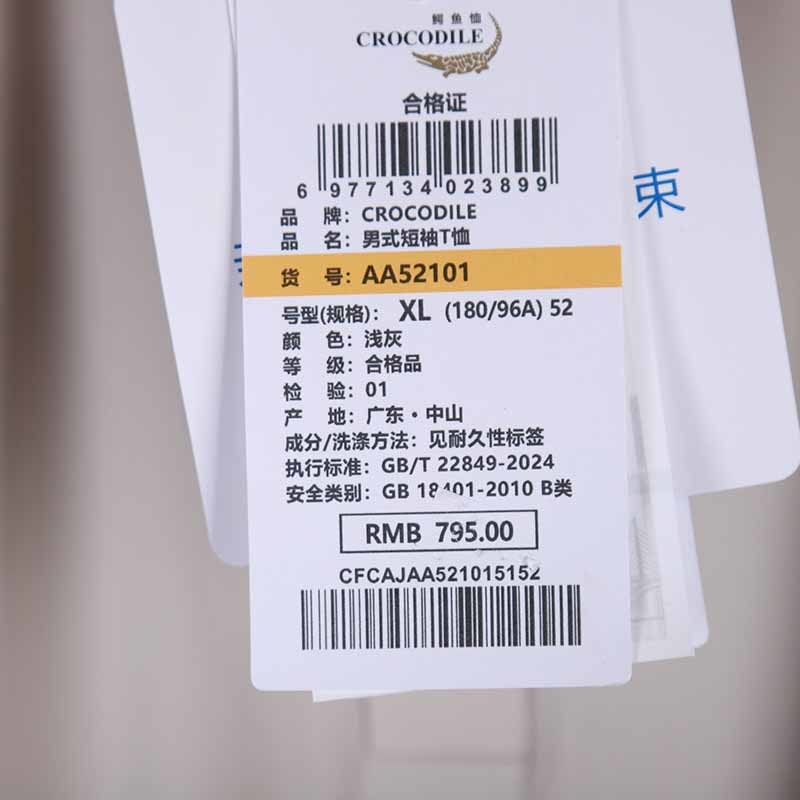 鳄鱼恤
CROCODILE
合格证
6 977134 023899
品 牌：CROCODILE
品 名：男式短袖T恤
货 号：AA52101
号型(规格)：XL (180/96A) 52
颜 色：浅灰
等 级：合格品
检 验：01
产 地：广东·中山
成分/洗涤方法：见耐久性标签
执行标准：GB/T 22849-2024
安全类别：GB 18401-2010 B类
RMB 795.00
CFCAJAA521015152
束